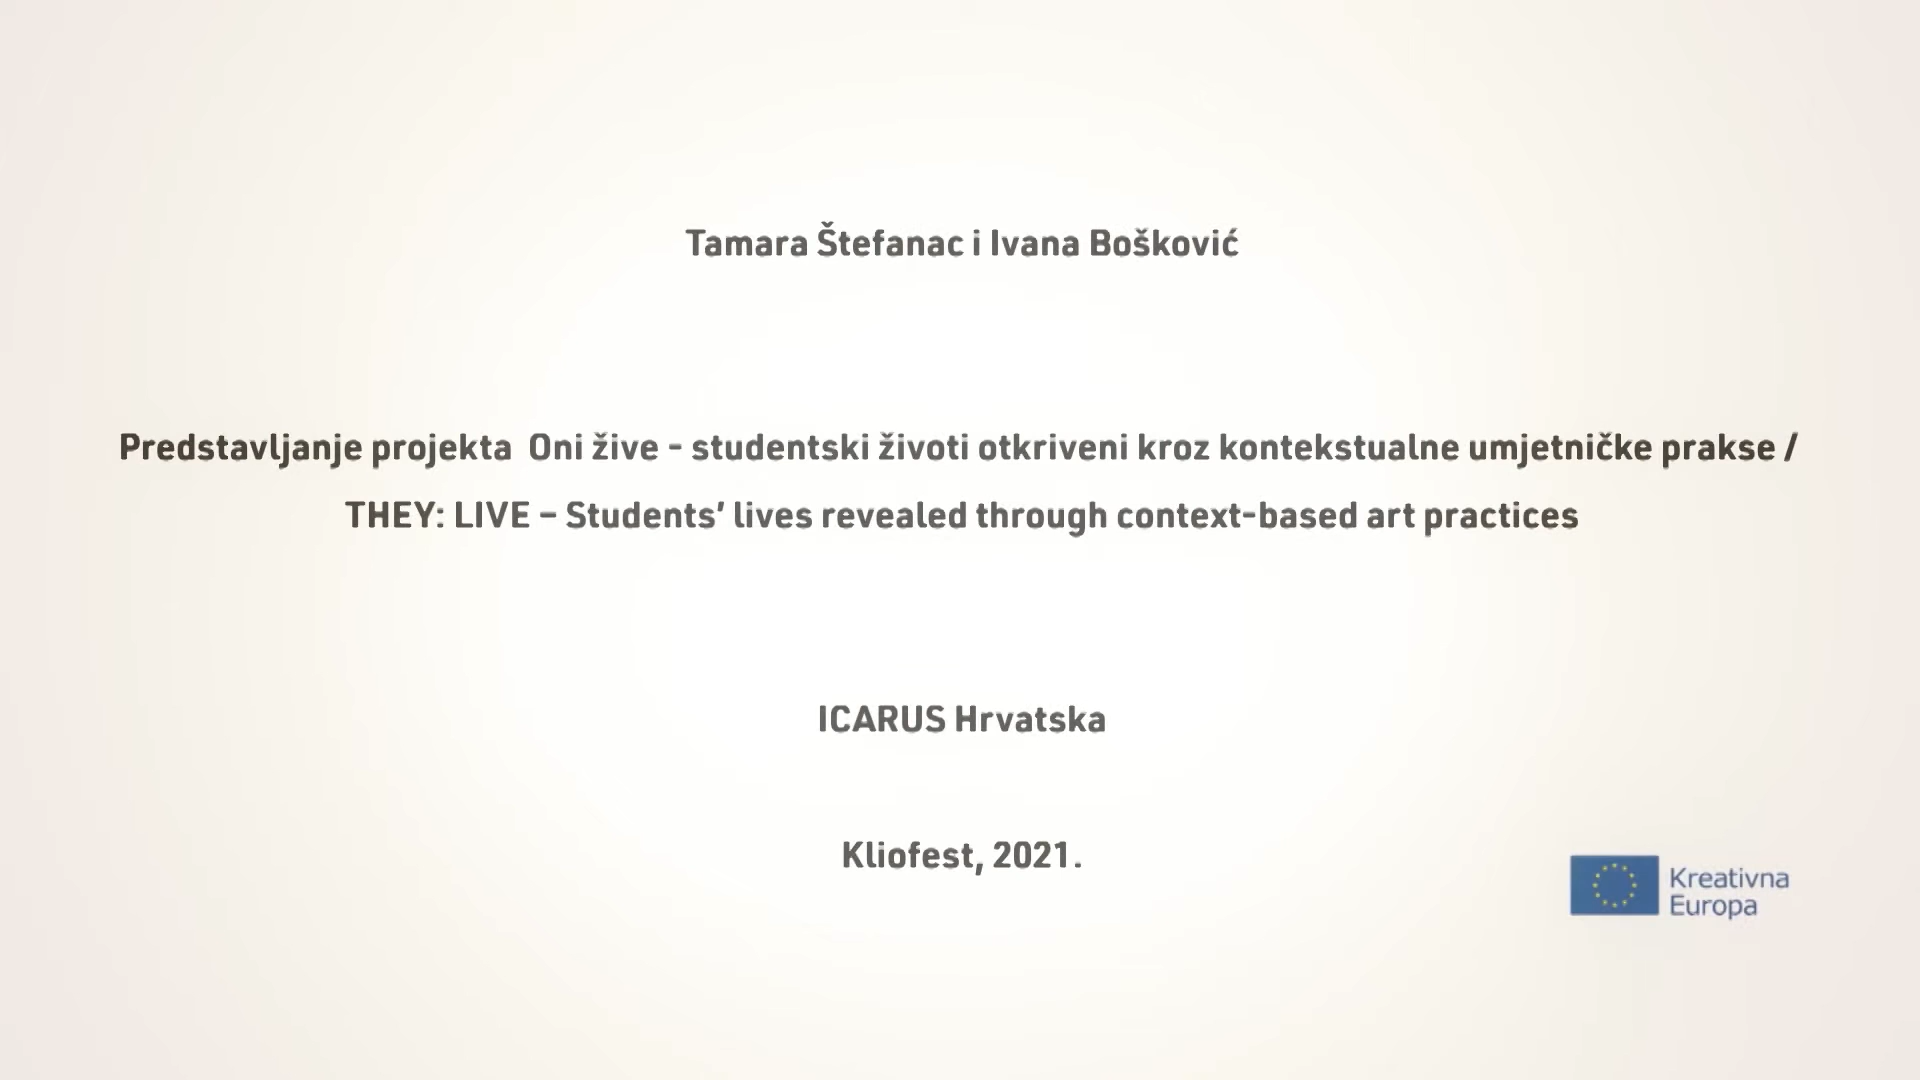 Tamara Štefanac i Ivana Bošković
Predstavljanje projekta  Oni žive - studentski životi otkriveni kroz kontekstualne umjetničke prakse /
THEY: LIVE – Students’ lives revealed through context-based art practices
ICARUS Hrvatska
Kliofest, 2021.
Kreativna
Europa